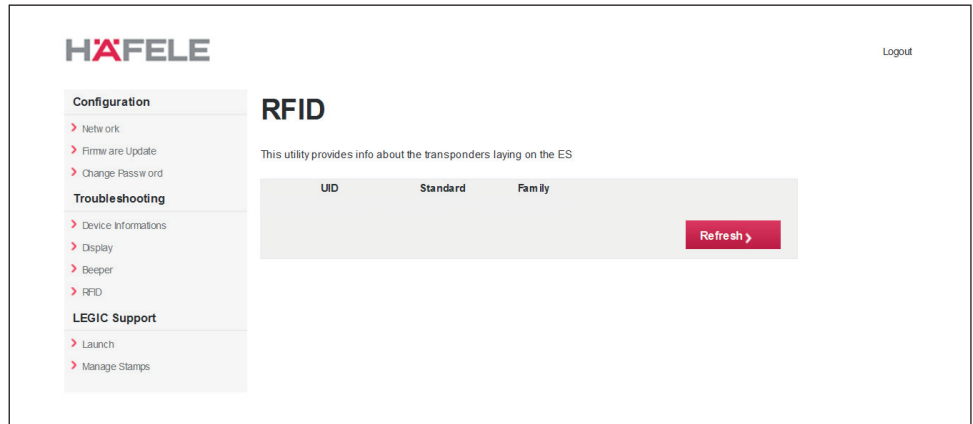 HÄFELE
Logout
Configuration
Network
Firmware Update
Change Password
Troubleshooting
Device Informations
Display
Beeper
RFID
LEGIC Support
Launch
Manage Stamps
RFID
This utility provides info about the transponders laying on the ES
UID Standard Family
Refresh